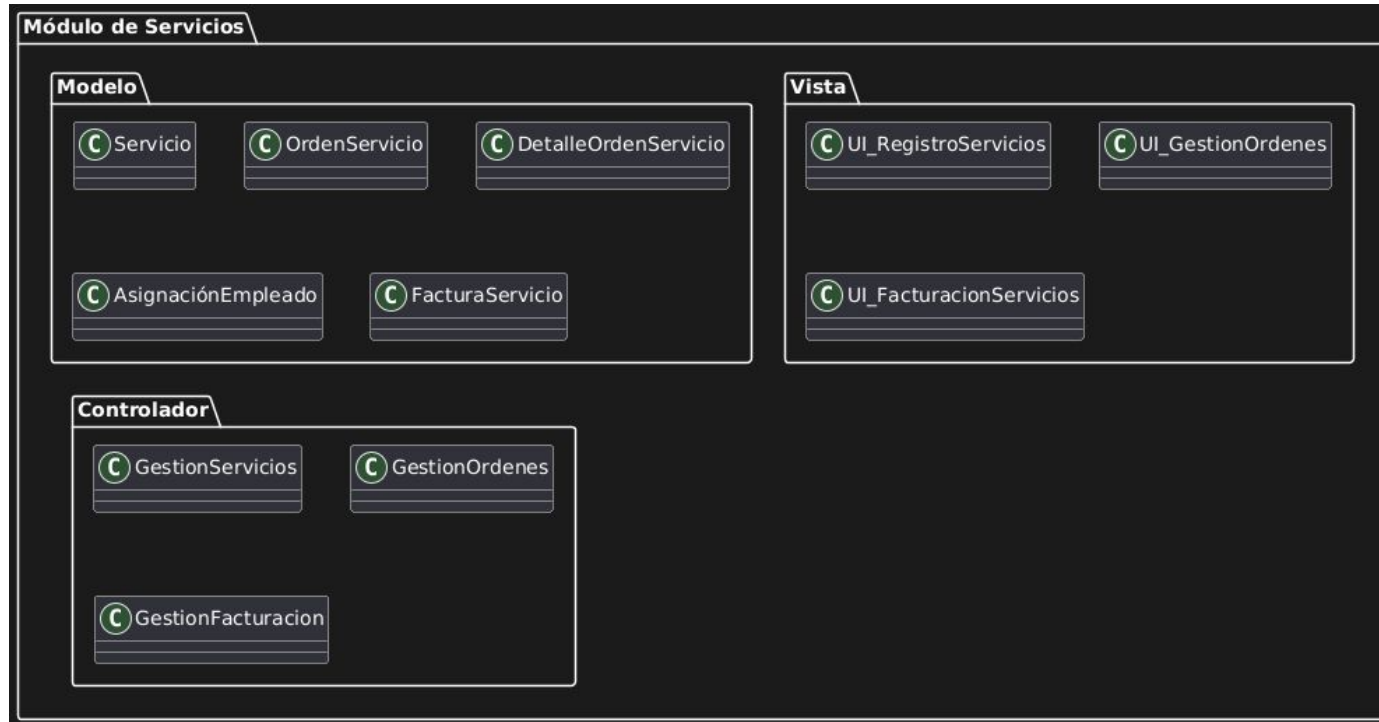 Módulo de Servicios
Modelo
C Servicio
C OrdenServicio
C DetalleOrdenServicio
C AsignaciónEmpleado
C FacturaServicio
Vista
C UI_RegistroServicios
C UI_GestionOrdenes
C UI_FacturacionServicios
Controlador
C GestionServicios
C GestionOrdenes
C GestionFacturacion